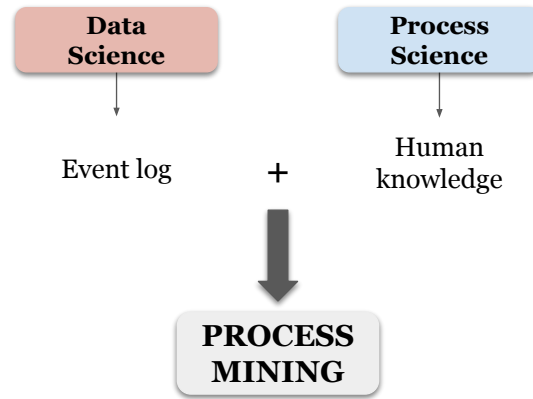 Data
Science
Process
Science
Event log
+
Human
knowledge
PROCESS
MINING